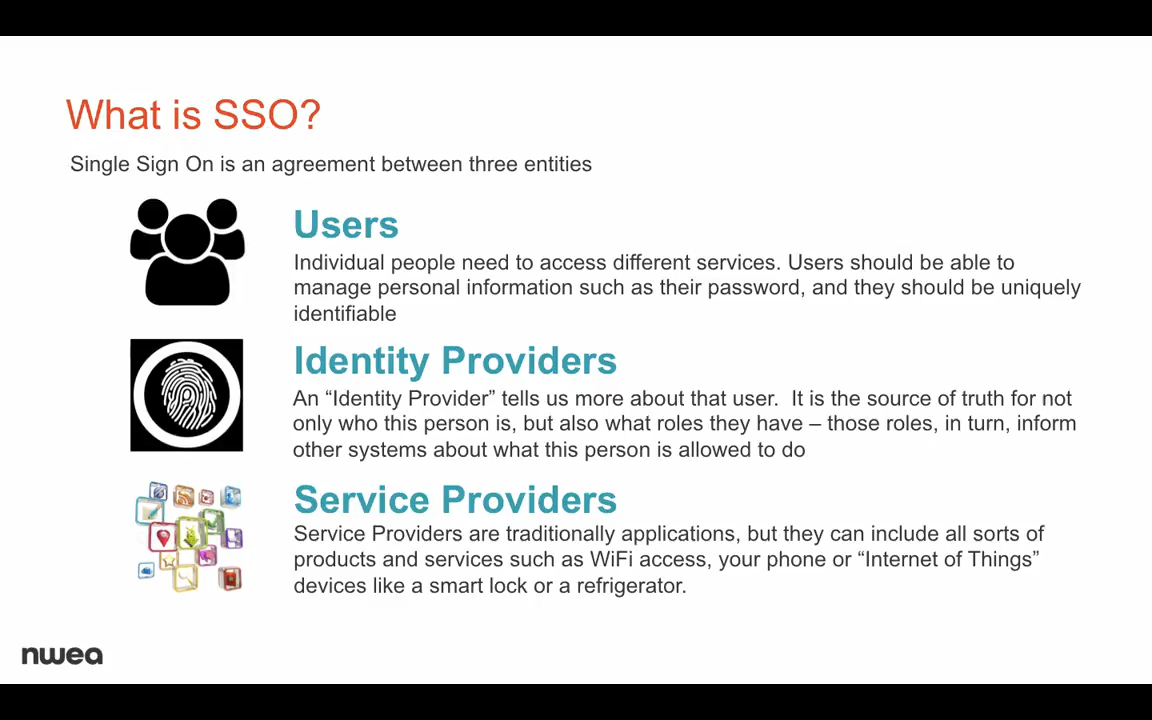 What is SSO?
Single Sign On is an agreement between three entities
Users
Individual people need to access different services. Users should be able to
manage personal information such as their password, and they should be uniquely
identifiable
Identity Providers
An “Identity Provider” tells us more about that user.  It is the source of truth for not
only who this person is, but also what roles they have – those roles, in turn, inform
other systems about what this person is allowed to do
Service Providers
Service Providers are traditionally applications, but they can include all sorts of
products and services such as WiFi access, your phone or “Internet of Things”
devices like a smart lock or a refrigerator.
nwea